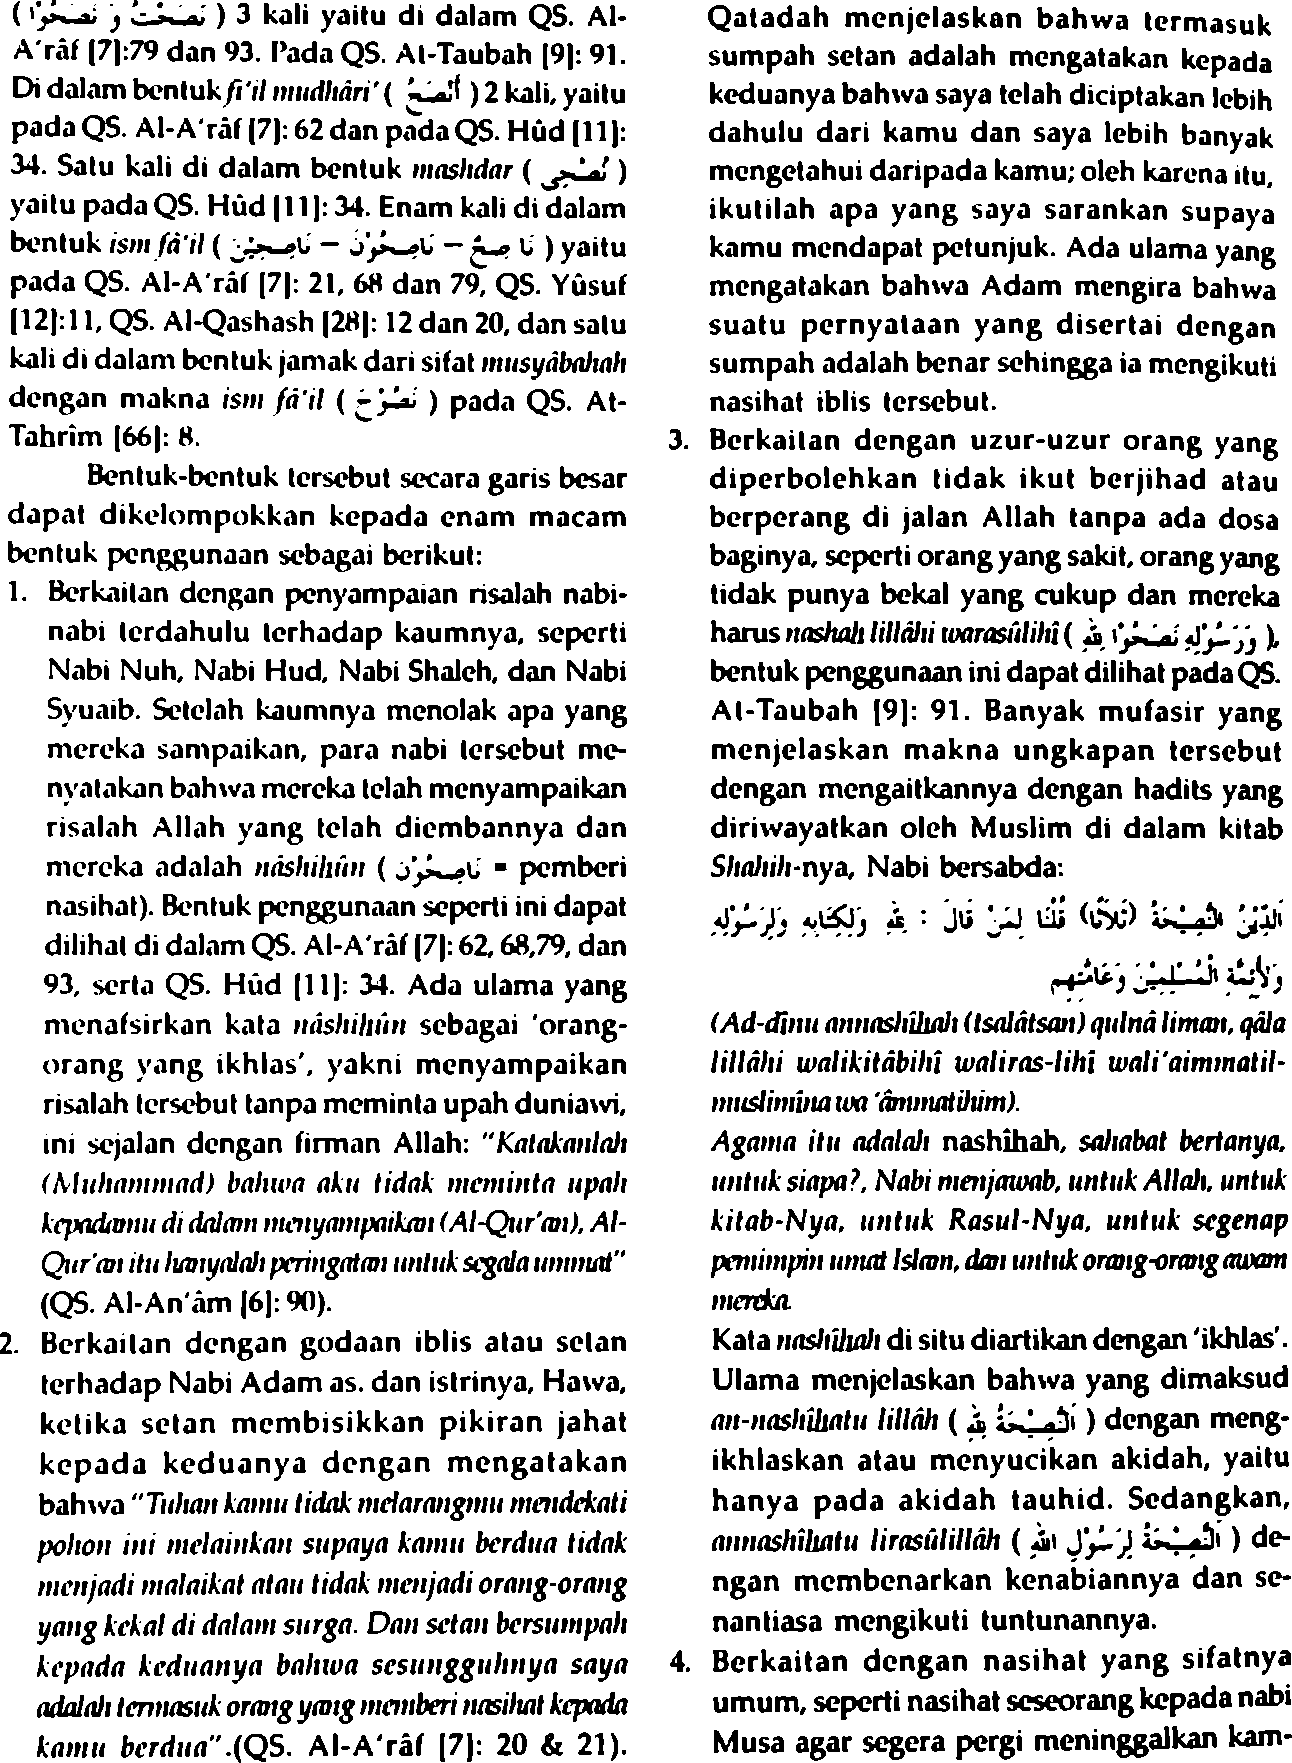 ( نَصَحْتُ وَ نَصَحُوْا ) 3 kali yaitu di dalam QS. Al-
A'râf [7]:79 dan 93. Pada QS. At-Taubah [9]: 91.
Di dalam bentuk fi'il mudhâri' ( أَنْصَحُ ) 2 kali, yaitu
pada QS. Al-A'râf [7]: 62 dan pada QS. Hûd [11]:
34. Satu kali di dalam bentuk mashdar ( نُصْحِى )
yaitu pada QS. Hûd [11]: 34. Enam kali di dalam
bentuk ism fâ'il ( نَا صِحٌ – نَاصِحُوْنَ – نَاصِحِيْنَ ) yaitu
pada QS. Al-A'râf [7]: 21, 68 dan 79, QS. Yûsuf
[12]:11, QS. Al-Qashash [28]: 12 dan 20, dan satu
kali di dalam bentuk jamak dari sifat musyâbahah
dengan makna ism fâ'il ( نَصُوْحٌ ) pada QS. At-
Tahrîm [66]: 8.
Bentuk-bentuk tersebut secara garis besar
dapat dikelompokkan kepada enam macam
bentuk penggunaan sebagai berikut:
1. Berkaitan dengan penyampaian risalah nabi-
nabi terdahulu terhadap kaumnya, seperti
Nabi Nuh, Nabi Hud, Nabi Shaleh, dan Nabi
Syuaib. Setelah kaumnya menolak apa yang
mereka sampaikan, para nabi tersebut me-
nyatakan bahwa mereka telah menyampaikan
risalah Allah yang telah diembannya dan
mereka adalah nâshihûn ( نَاصِحُوْنَ = pemberi
nasihat). Bentuk penggunaan seperti ini dapat
dilihat di dalam QS. Al-A'râf [7]: 62, 68,79, dan
93, serta QS. Hûd [11]: 34. Ada ulama yang
menafsirkan kata nâshihûn sebagai 'orang-
orang yang ikhlas', yakni menyampaikan
risalah tersebut tanpa meminta upah duniawi,
ini sejalan dengan firman Allah: "Katakanlah
(Muhammad) bahwa aku tidak meminta upah
kepadamu di dalam menyampaikan (Al-Qur'an), Al-
Qur'an itu hanyalah peringatan untuk segala ummat"
(QS. Al-An'âm [6]: 90).
2. Berkaitan dengan godaan iblis atau setan
terhadap Nabi Adam as. dan istrinya, Hawa,
ketika setan membisikkan pikiran jahat
kepada keduanya dengan mengatakan
bahwa "Tuhan kamu tidak melarangmu mendekati
pohon ini melainkan supaya kamu berdua tidak
menjadi malaikat atau tidak menjadi orang-orang
yang kekal di dalam surga. Dan setan bersumpah
kepada keduanya bahwa sesungguhnya saya
adalah termasuk orang yang memberi nasihat kepada
kamu berdua".(QS. Al-A'râf [7]: 20 & 21).
Qatadah menjelaskan bahwa termasuk
sumpah setan adalah mengatakan kepada
keduanya bahwa saya telah diciptakan lebih
dahulu dari kamu dan saya lebih banyak
mengetahui daripada kamu; oleh karena itu,
ikutilah apa yang saya sarankan supaya
kamu mendapat petunjuk. Ada ulama yang
mengatakan bahwa Adam mengira bahwa
suatu pernyataan yang disertai dengan
sumpah adalah benar sehingga ia mengikuti
nasihat iblis tersebut.
3. Berkaitan dengan uzur-uzur orang yang
diperbolehkan tidak ikut berjihad atau
berperang di jalan Allah tanpa ada dosa
baginya, seperti orang yang sakit, orang yang
tidak punya bekal yang cukup dan mereka
harus nashah lillâhi warasûlihî ( وَرَسُوْلِهِ نَصَحُوْا لِلّٰهِ ),
bentuk penggunaan ini dapat dilihat pada QS.
At-Taubah [9]: 91. Banyak mufasir yang
menjelaskan makna ungkapan tersebut
dengan mengaitkannya dengan hadits yang
diriwayatkan oleh Muslim di dalam kitab
Shahih-nya, Nabi bersabda:
اَلدِّيْنُ النَّصِيْحَةُ (ثَلَاثًا) قُلْنَا لِمَنْ قَالَ : لِلّٰهِ وَلِكِتَابِهِ وَلِرَسُوْلِهِ
وَلِأَئِمَّةِ الْمُسْلِمِيْنَ وَعَامَّتِهِمْ
(Ad-dînu annashîhah (tsalâtsan) qulnâ liman, qâla
lillâhi walikitâbihî waliras-lihî wali'aimmatil-
muslimîna wa 'âmmatihim).
Agama itu adalah nashîhah, sahabat bertanya,
untuk siapa?, Nabi menjawab, untuk Allah, untuk
kitab-Nya, untuk Rasul-Nya, untuk segenap
pemimpin umat Islam, dan untuk orang-orang awam
mereka.
Kata nashîhah di situ diartikan dengan 'ikhlas'.
Ulama menjelaskan bahwa yang dimaksud
an-nashîhatu lillâh ( اَلنَّصِيْحَةُ لِلّٰهِ ) dengan meng-
ikhlaskan atau menyucikan akidah, yaitu
hanya pada akidah tauhid. Sedangkan,
annashîhatu lirasûlillâh ( اَلنَّصِيْحَةُ لِرَسُوْلِ اللهِ ) de-
ngan membenarkan kenabiannya dan se-
nantiasa mengikuti tuntunannya.
4. Berkaitan dengan nasihat yang sifatnya
umum, seperti nasihat seseorang kepada nabi
Musa agar segera pergi meninggalkan kam-